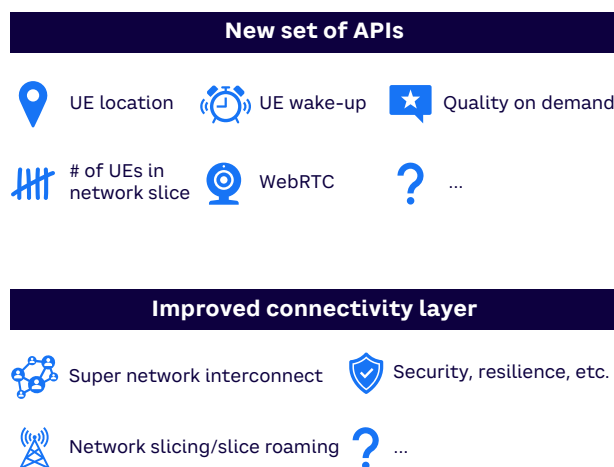 New set of APIs
UE location
UE wake-up
Quality on demand
# of UEs in
network slice
WebRTC
...
Improved connectivity layer
Super network interconnect
Security, resilience, etc.
Network slicing/slice roaming
...